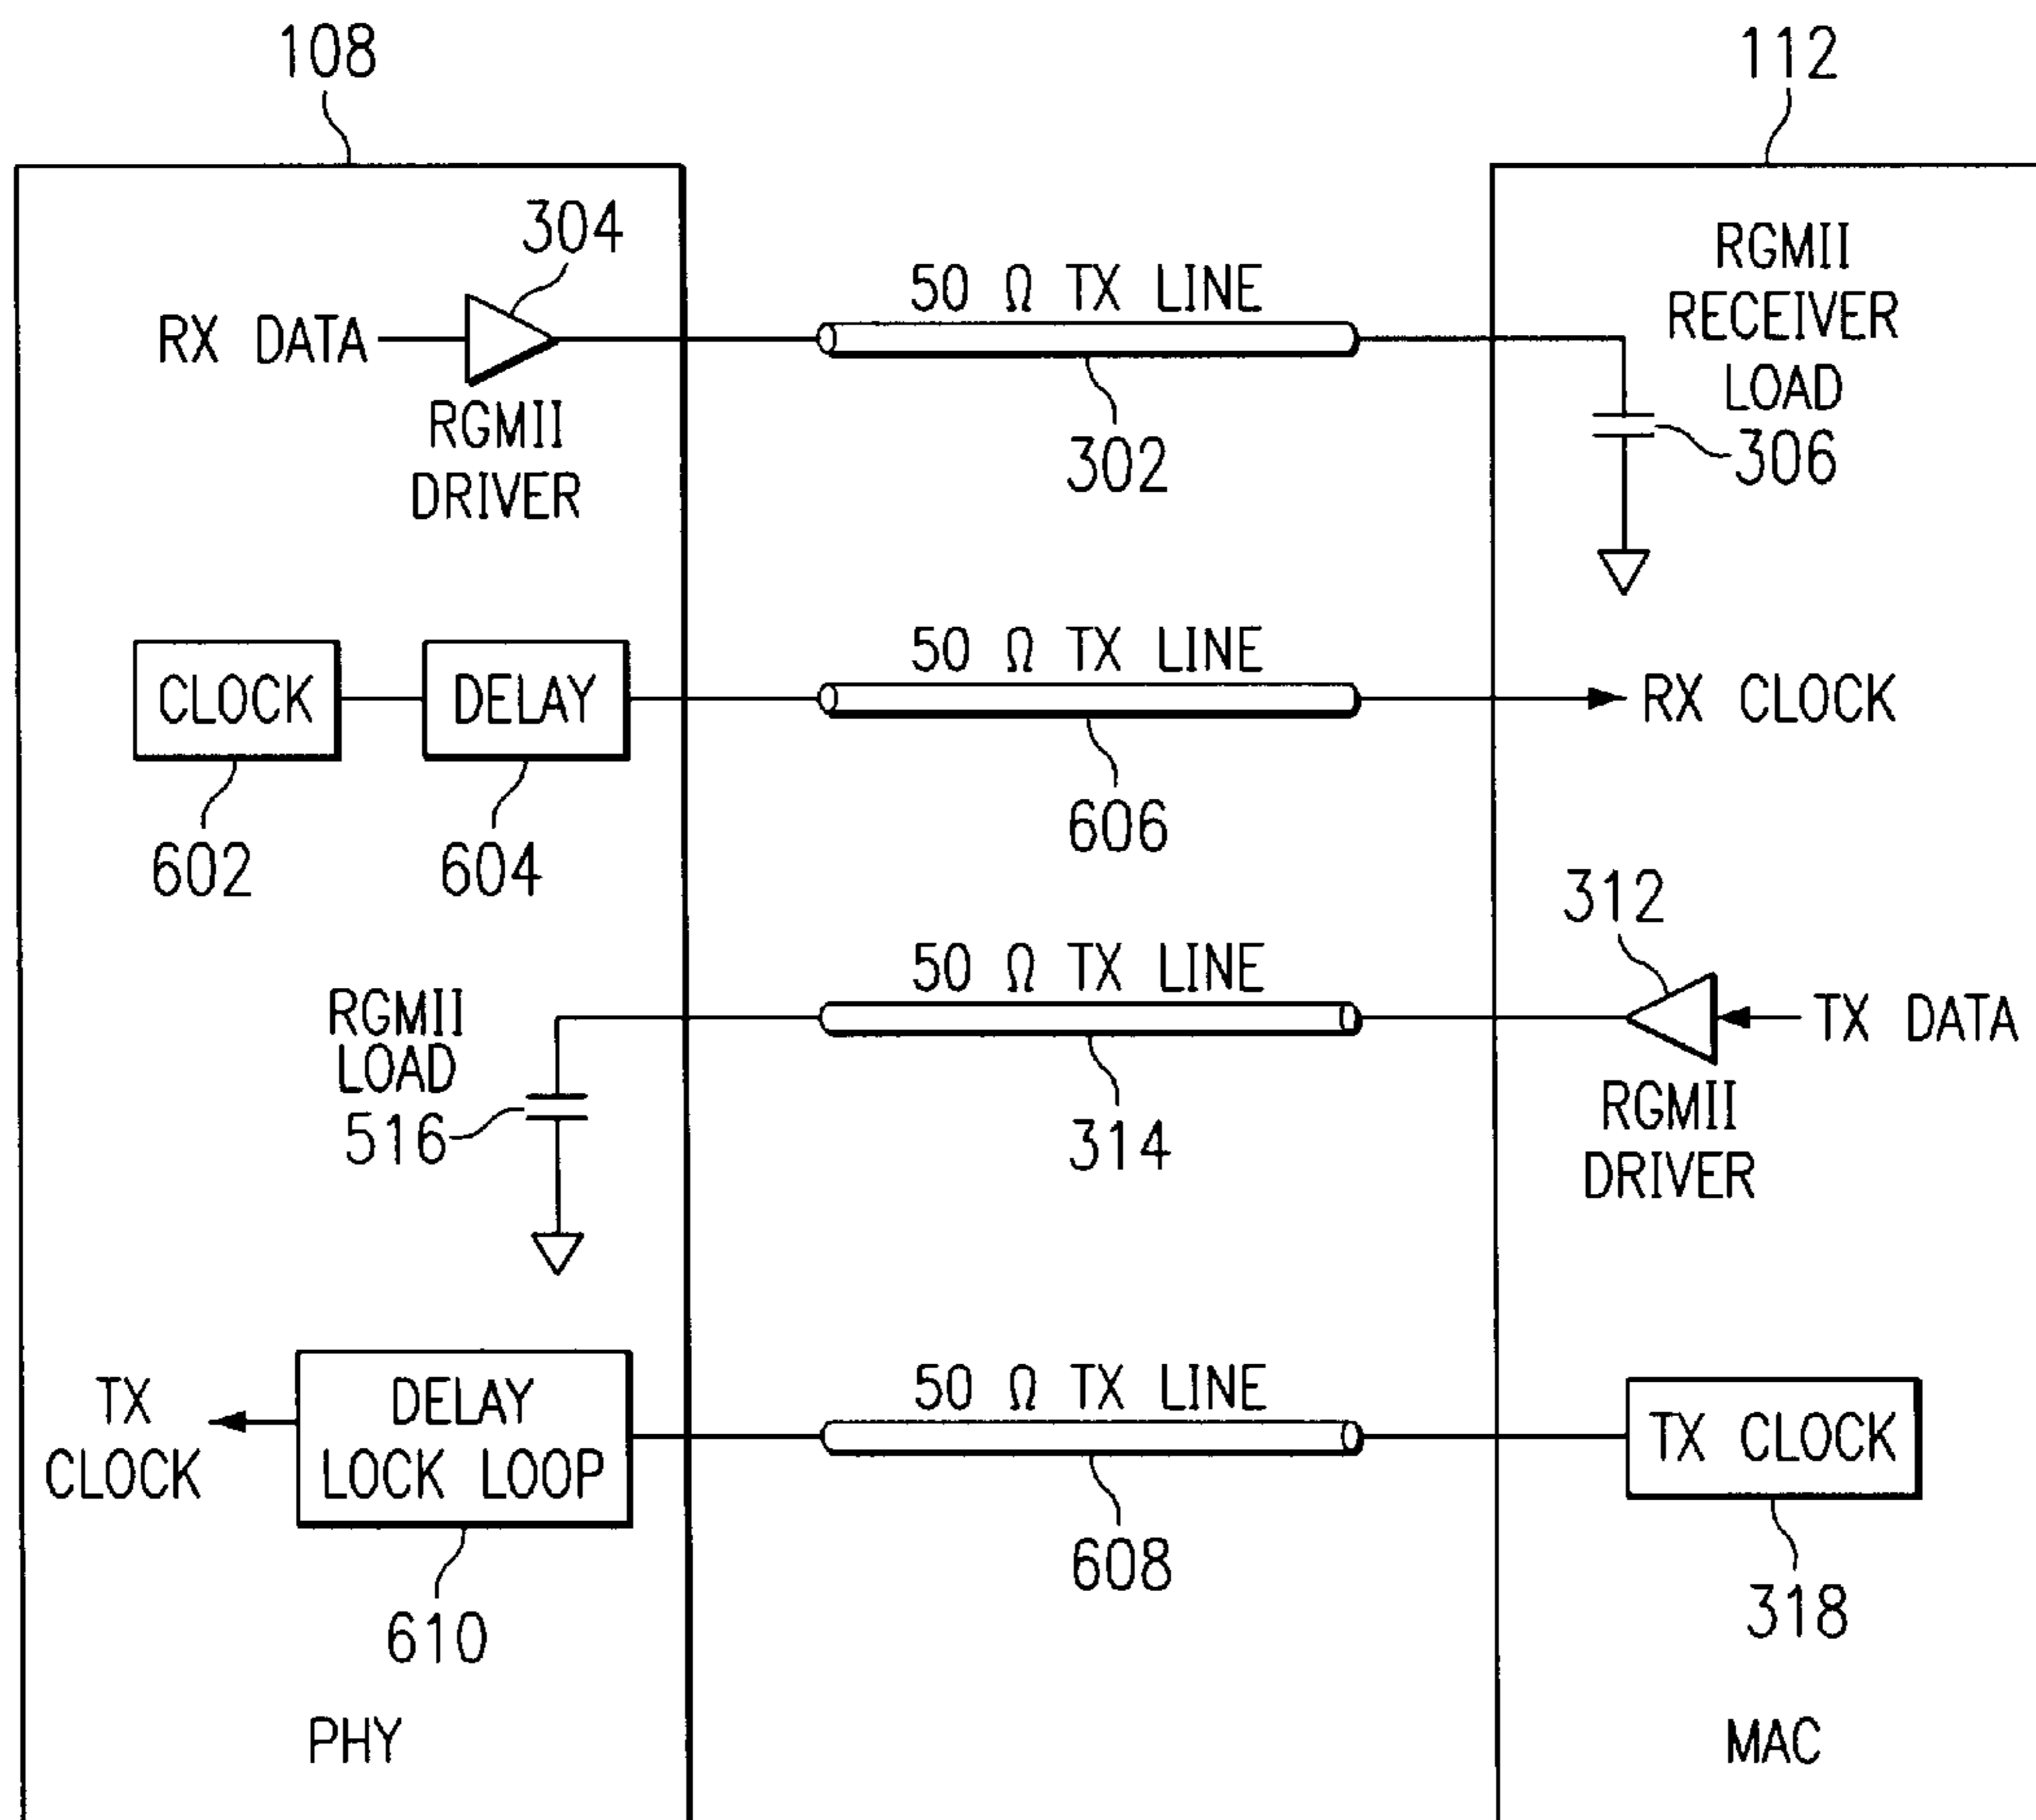 108
112
304
RX DATA
RGMII
DRIVER
50 Ω TX LINE
302
RGMII
RECEIVER
LOAD
306
CLOCK
602
DELAY
604
50 Ω TX LINE
606
RX CLOCK
RGMII
LOAD
516
50 Ω TX LINE
314
312
TX DATA
RGMII
DRIVER
TX
CLOCK
DELAY
LOCK LOOP
610
50 Ω TX LINE
608
TX CLOCK
318
PHY
MAC